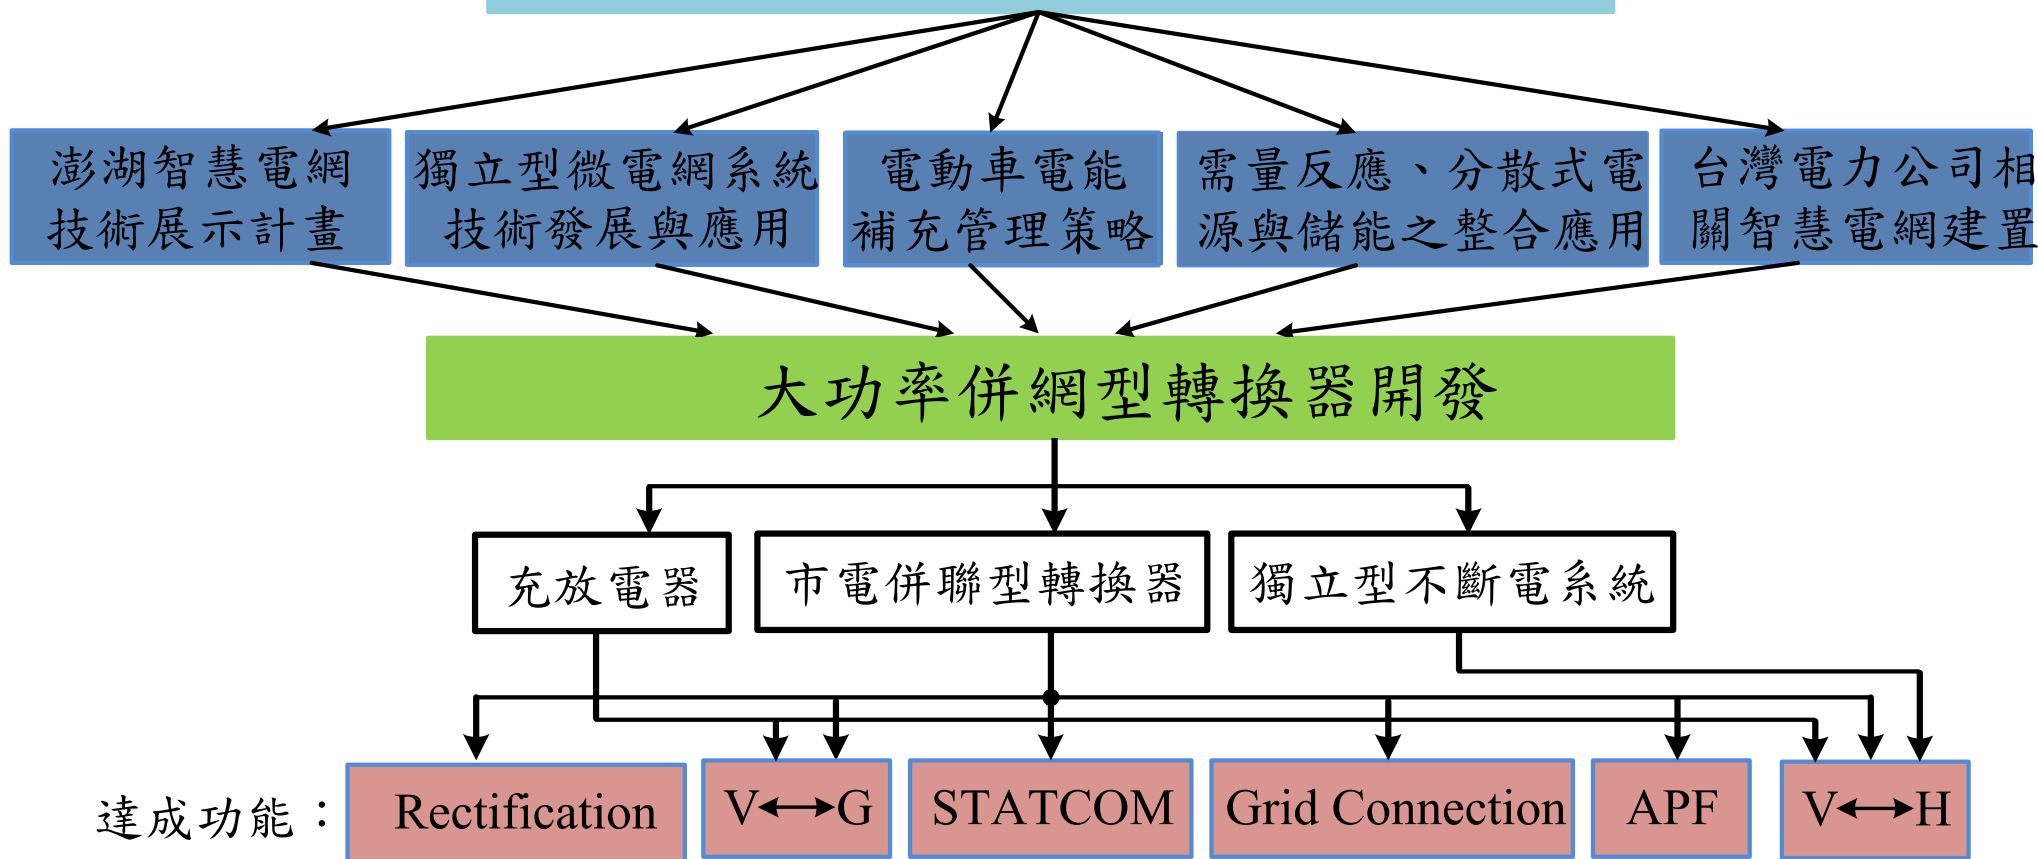 澎湖智慧電網
技術展示計畫
獨立型微電網系統
技術發展與應用
電動車電能
補充管理策略
需量反應、分散式電
源與儲能之整合應用
台灣電力公司相
關智慧電網建置
大功率併網型轉換器開發
充放電器
市電併聯型轉換器
獨立型不斷電系統
達成功能：
Rectification
V↔G
STATCOM
Grid Connection
APF
V↔H